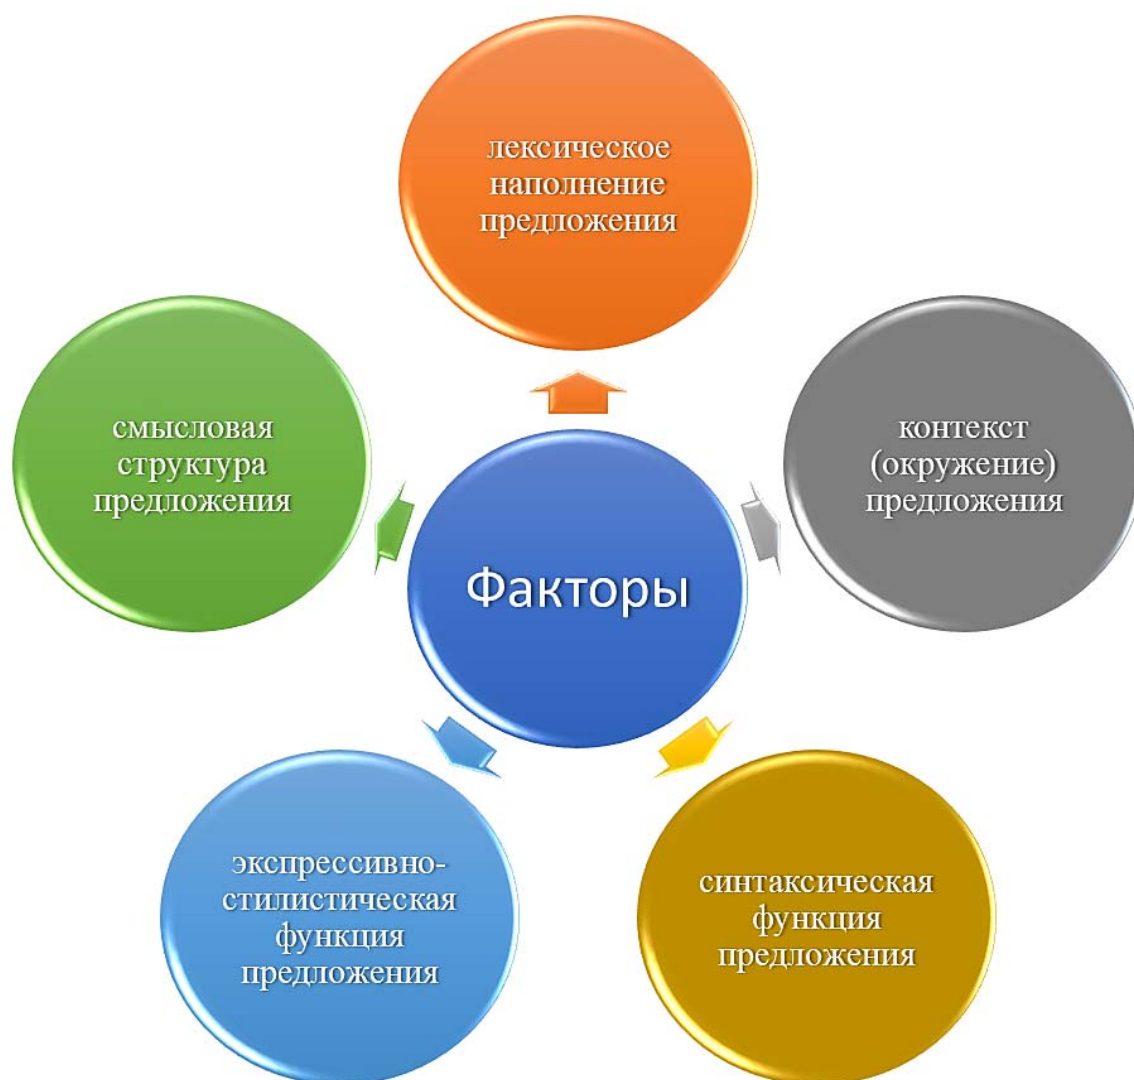 лексическое
наполнение
предложения
смысловая
структура
предложения
контекст
(окружение)
предложения
Факторы
экспрессивно-
стилистическая
функция
предложения
синтаксическая
функция
предложения